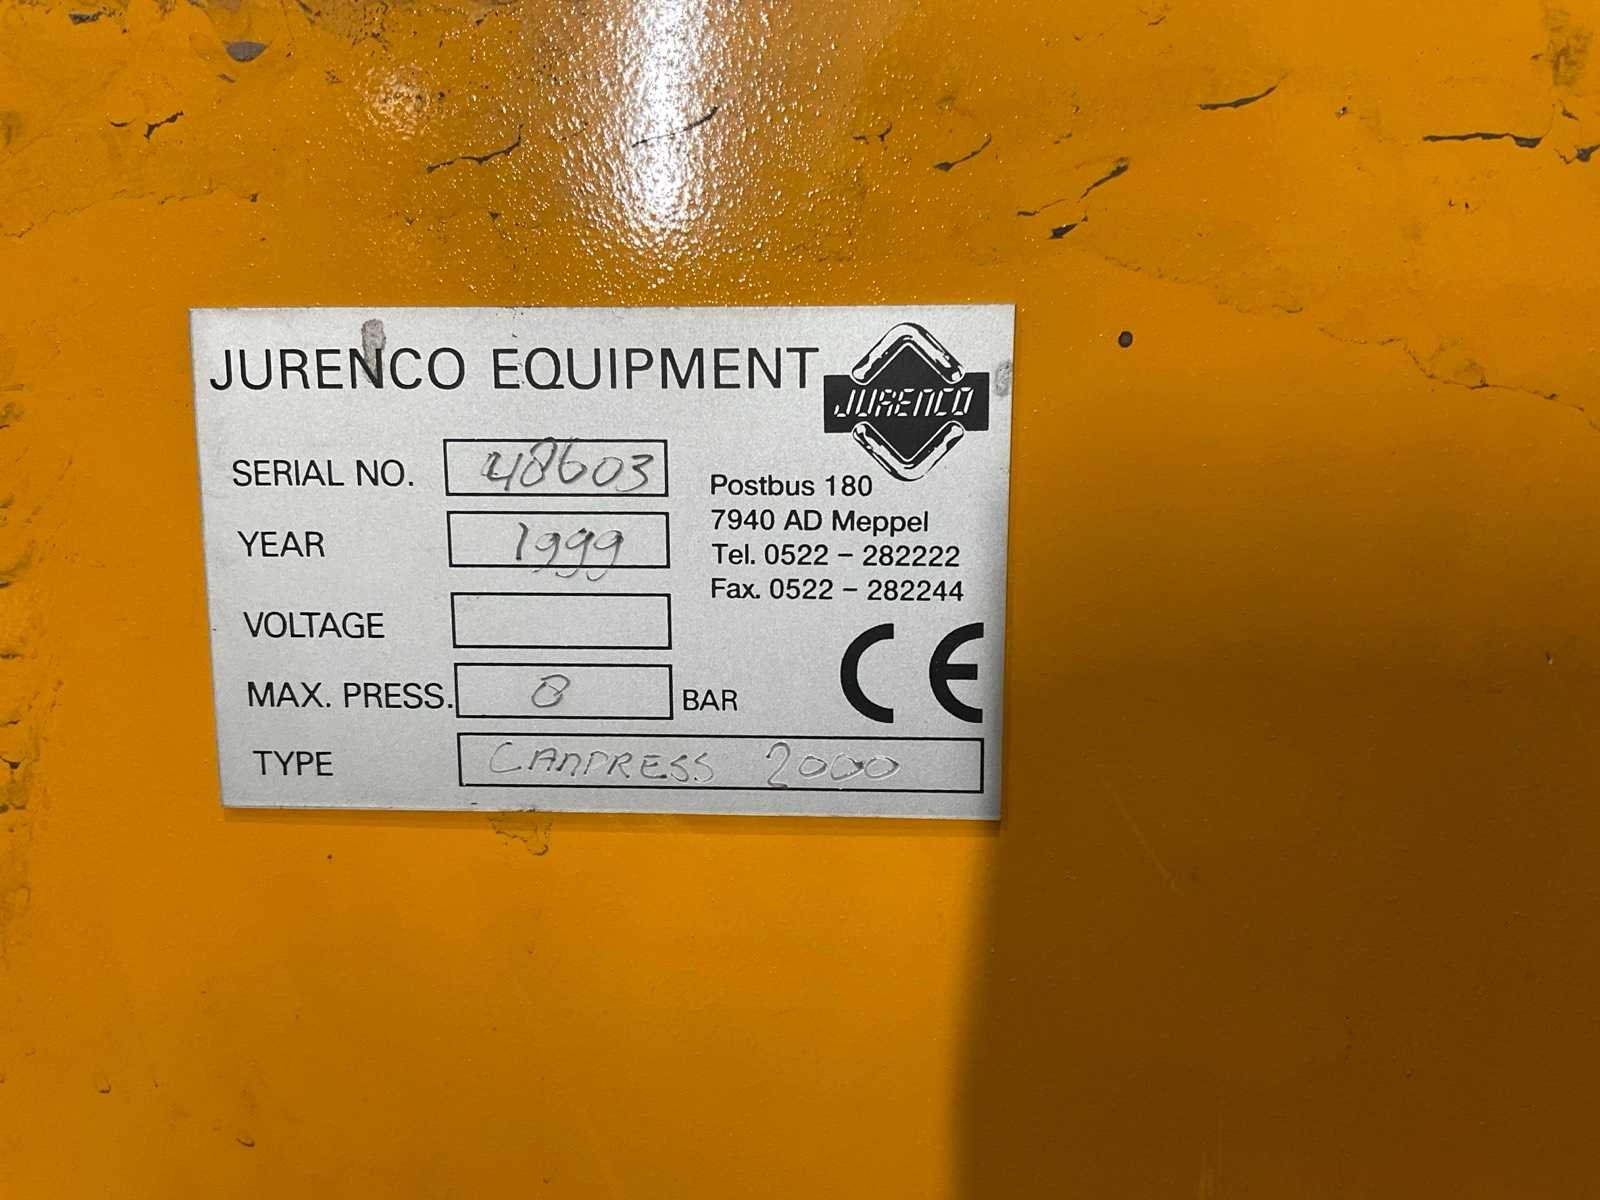 JURENCO EQUIPMENT
JURENCO
SERIAL NO. 48603
YEAR 1999
VOLTAGE
MAX. PRESS. 8 BAR
TYPE CANPRESS 2000
Postbus 180
7940 AD Meppel
Tel. 0522 – 282222
Fax. 0522 – 282244
CE